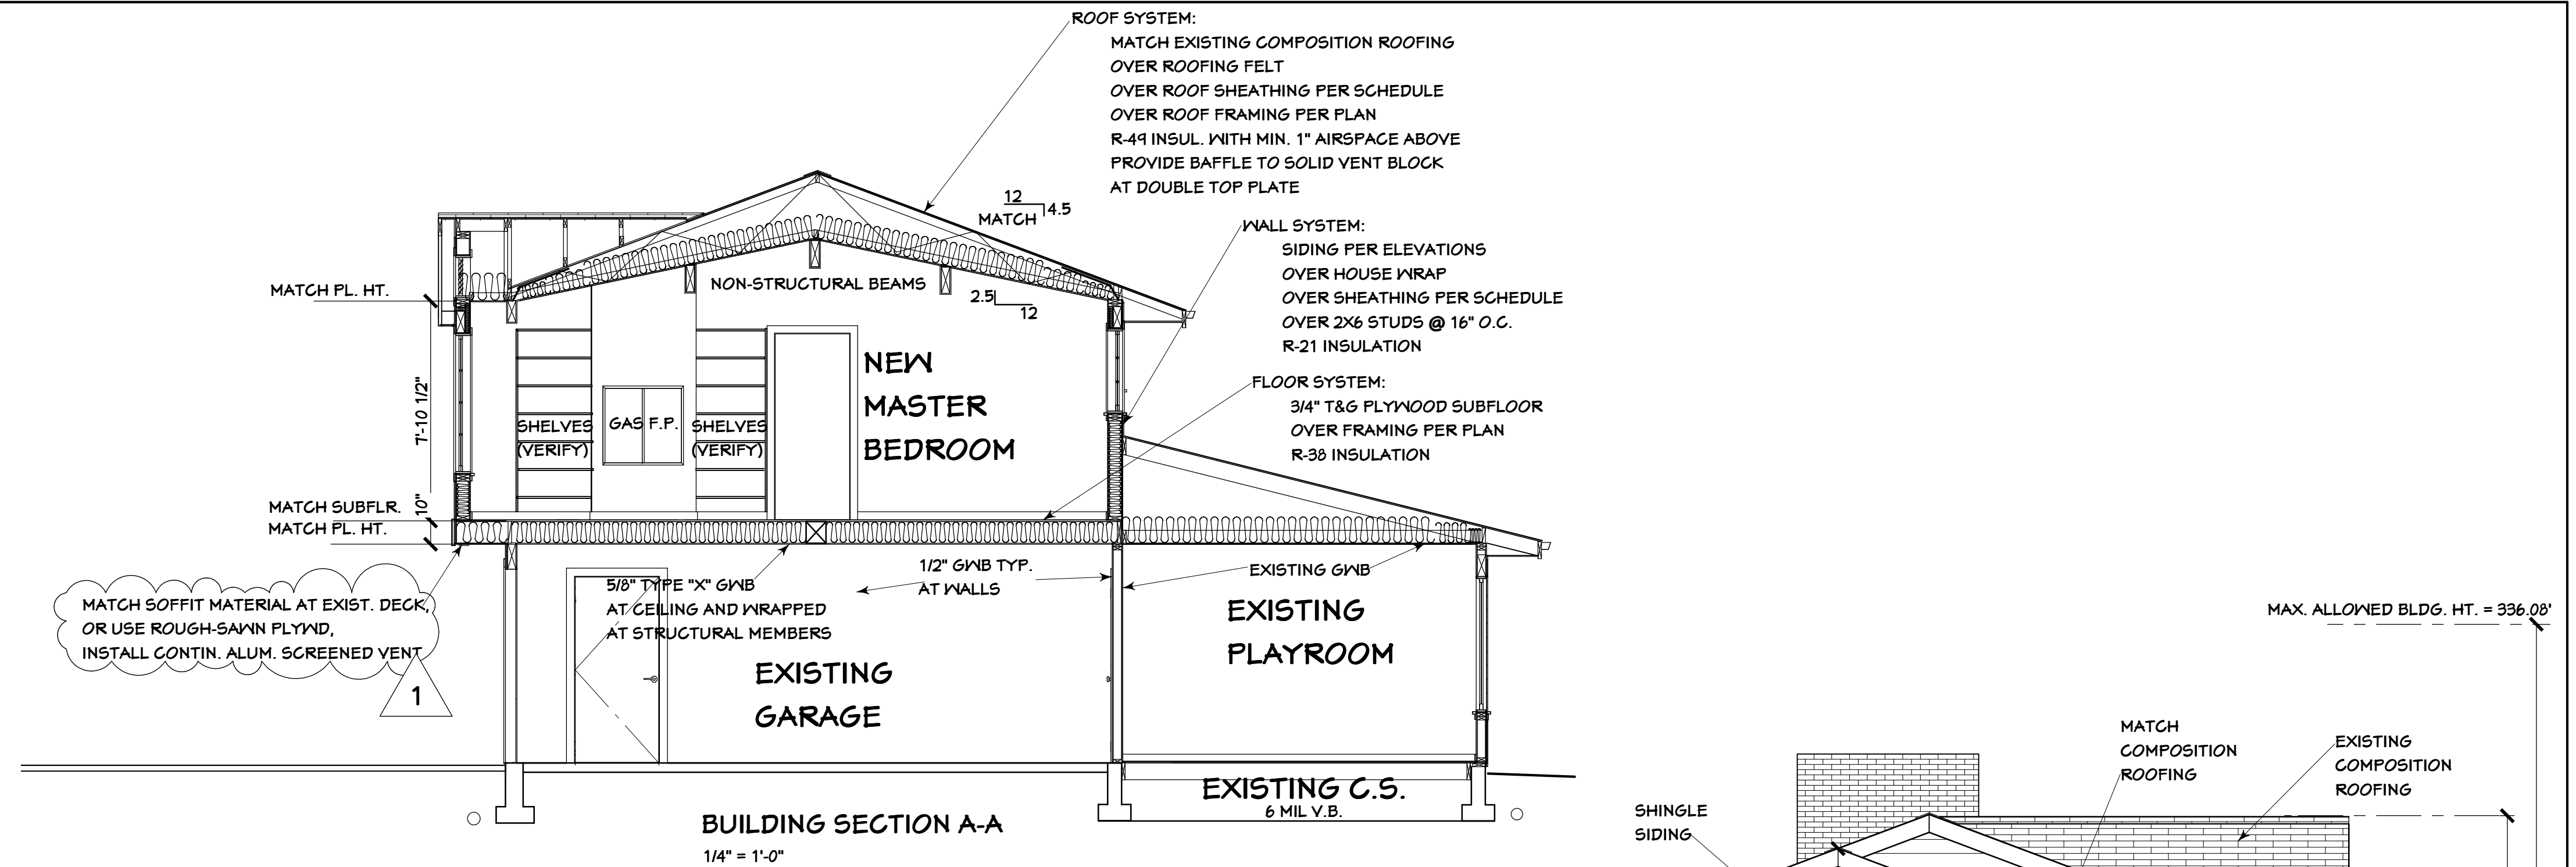 ROOF SYSTEM:
MATCH EXISTING COMPOSITION ROOFING
OVER ROOFING FELT
OVER ROOF SHEATHING PER SCHEDULE
OVER ROOF FRAMING PER PLAN
R-49 INSUL. WITH MIN. 1" AIRSPACE ABOVE
PROVIDE BAFFLE TO SOLID VENT BLOCK
AT DOUBLE TOP PLATE
12
4.5
MATCH
WALL SYSTEM:
SIDING PER ELEVATIONS
OVER HOUSE WRAP
OVER SHEATHING PER SCHEDULE
OVER 2X6 STUDS @ 16" O.C.
R-21 INSULATION
MATCH PL. HT.
NON-STRUCTURAL BEAMS
2.5
12
NEW
MASTER
BEDROOM
7'-10 1/2"
SHELVES
(VERIFY)
GAS F.P.
SHELVES
(VERIFY)
FLOOR SYSTEM:
3/4" T&G PLYWOOD SUBFLOOR
OVER FRAMING PER PLAN
R-38 INSULATION
10"
MATCH SUBFLR.
MATCH PL. HT.
MATCH SOFFIT MATERIAL AT EXIST. DECK,
OR USE ROUGH-SAWN PLYWD,
INSTALL CONTIN. ALUM. SCREENED VENT
1
5/8" TYPE "X" GWB
AT CEILING AND WRAPPED
AT STRUCTURAL MEMBERS
1/2" GWB TYP.
AT WALLS
EXISTING GWB
EXISTING
PLAYROOM
EXISTING
GARAGE
EXISTING C.S.
6 MIL V.B.
BUILDING SECTION A-A
1/4" = 1'-0"
MAX. ALLOWED BLDG. HT. = 336.08'
MATCH
COMPOSITION
ROOFING
EXISTING
COMPOSITION
ROOFING
SHINGLE
SIDING